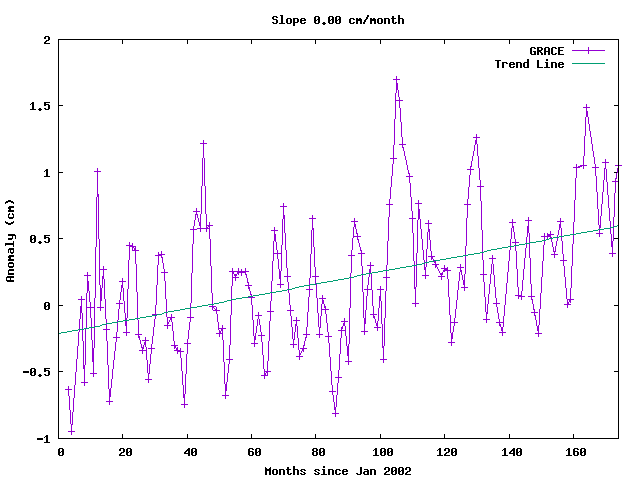 Slope 0.00 cm/month
GRACE
Trend Line
2
1.5
1
0.5
0
-0.5
-1
Anomaly (cm)
0 20 40 60 80 100 120 140 160
Months since Jan 2002